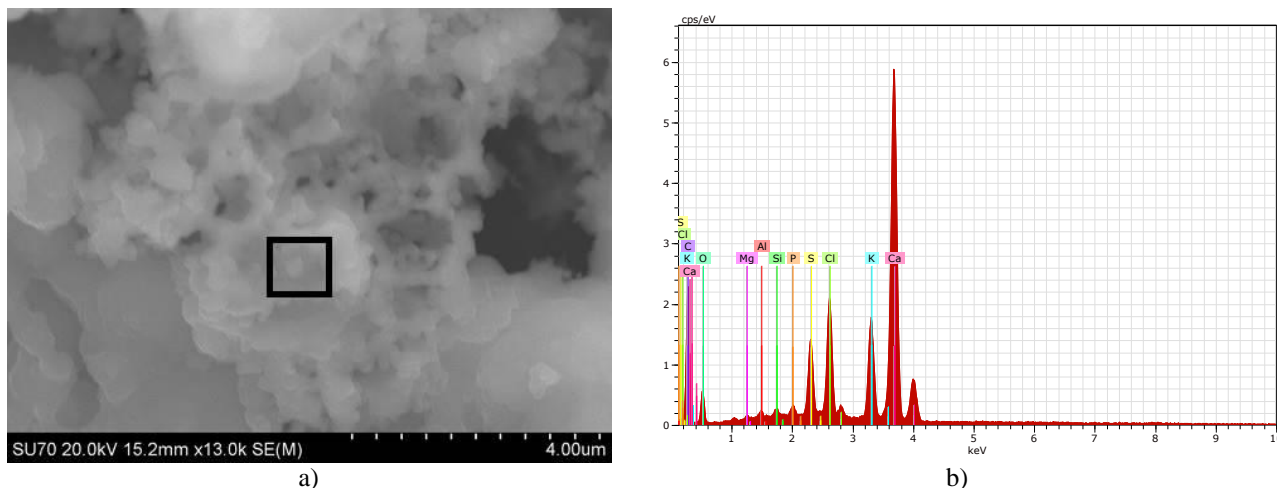 SU70 20.0kV 15.2mm x13.0k SE(M) 4.00um
a)
cps/eV
6
5
4
3
2
1
0
S
Cl
C
K
Ca
O
Mg
Al
Si
P
S
Cl
K
Ca
1 2 3 4 5 6 7 8 9 1
keV
b)